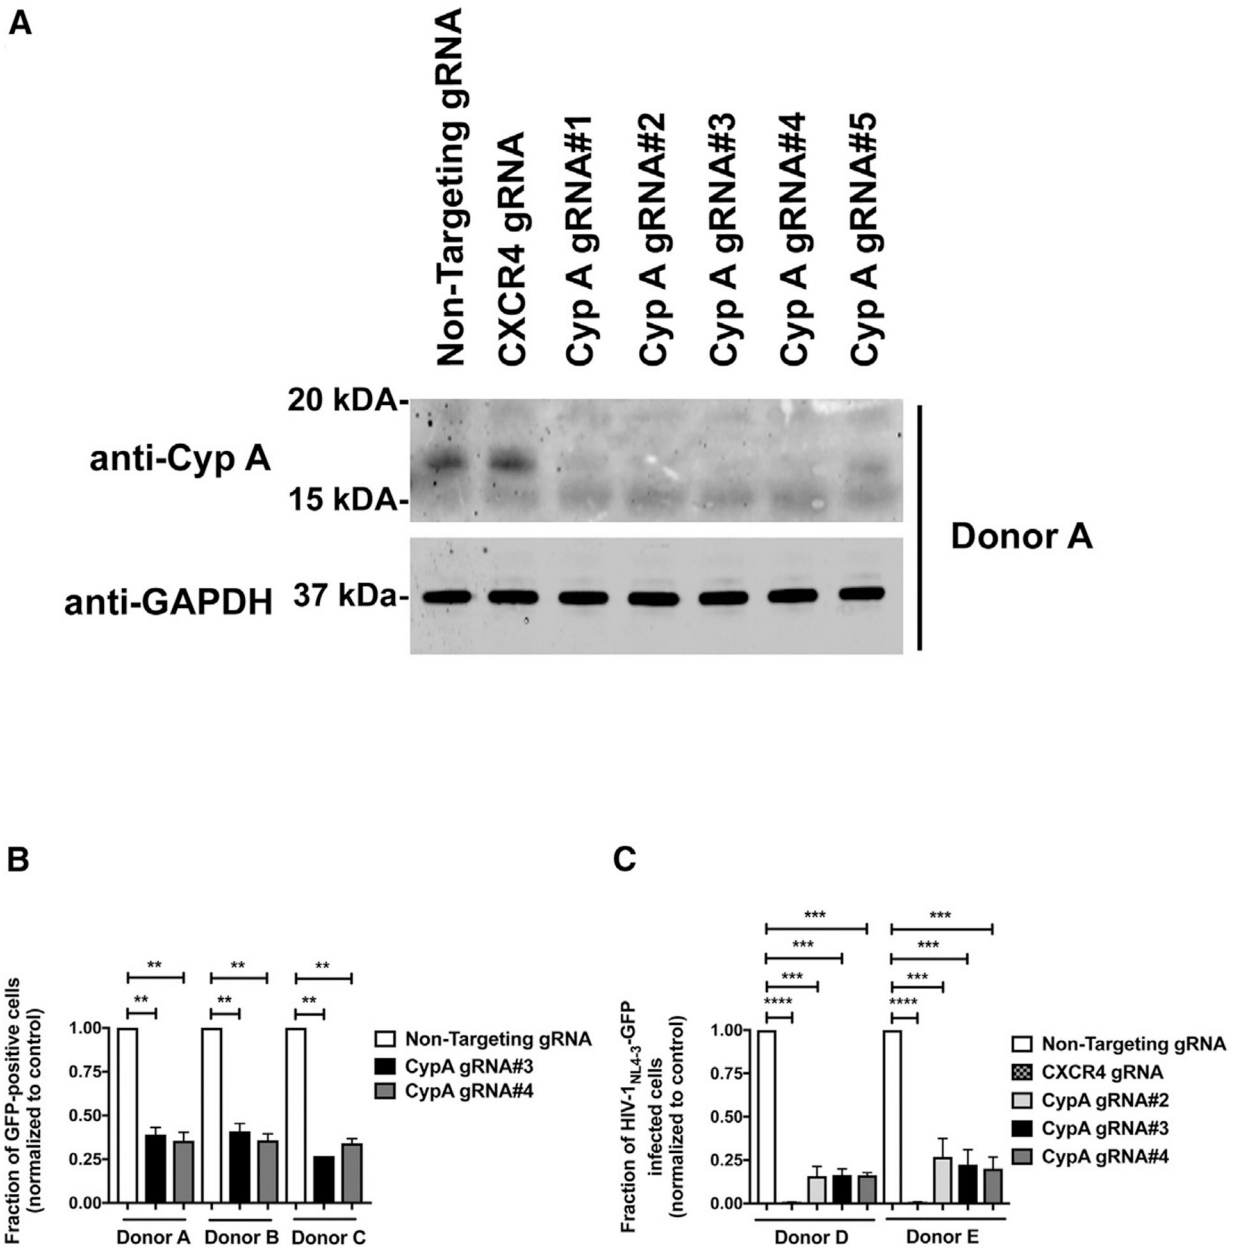 A
Non-Targeting gRNA
CXCR4 gRNA
Cyp A gRNA#1
Cyp A gRNA#2
Cyp A gRNA#3
Cyp A gRNA#4
Cyp A gRNA#5
20 kDA-
anti-Cyp A
15 kDA-
Donor A
anti-GAPDH
37 kDa-
B
Fraction of GFP-positive cells
(normalized to control)
** ** **
** ** **
1.00
0.75
0.50
0.25
0.00
Donor A Donor B Donor C
Non-Targeting gRNA
CypA gRNA#3
CypA gRNA#4
C
Fraction of HIV-1NL4-3-GFP
infected cells
(normalized to control)
*** ***
*** ***
*** ***
**** ****
1.00
0.75
0.50
0.25
0.00
Donor D Donor E
Non-Targeting gRNA
CXCR4 gRNA
CypA gRNA#2
CypA gRNA#3
CypA gRNA#4